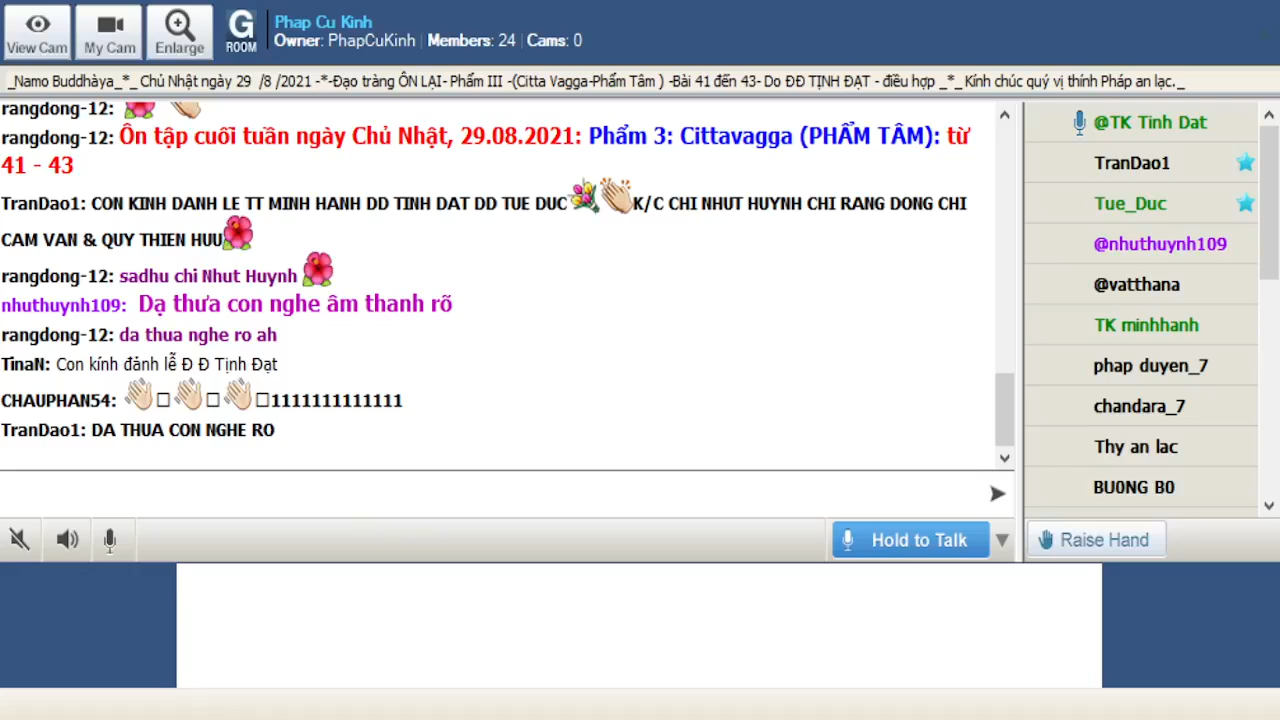 View Cam
My Cam
Enlarge
G
ROOM
Phap Cu Kinh
Owner: PhapCuKinh | Members: 24 | Cams: 0
_Namo Buddhàya_*_ Chủ Nhật ngày 29 /8 /2021 -*-Đạo tràng ÔN LẠI- Phẩm III -(Citta Vagga-Phẩm Tâm ) -Bài 41 đến 43- Do ĐĐ TỊNH ĐẠT - điều hợp _*_ Kính chúc quý vị thính Pháp an lạc._
rangdong-12:
rangdong-12: Ôn tập cuối tuần ngày Chủ Nhật, 29.08.2021: Phẩm 3: Cittavagga (PHẨM TÂM): từ
41 - 43
TranDao1: CON KINH DANH LE TT MINH HANH DD TINH DAT DD TUE DUC K/C CHI NHUT HUYNH CHI RANG DONG CHI
CAM VAN & QUY THIEN HUU
rangdong-12: sadhu chi Nhut Huynh
nhuthuynh109: Dạ thưa con nghe âm thanh rõ
rangdong-12: da thua nghe ro ah
TinaN: Con kính đảnh lễ Đ Đ Tịnh Đạt
CHAUPHAN54: 1111111111111
TranDao1: DA THUA CON NGHE RO
Hold to Talk
@TK Tinh Dat
TranDao1
Tue_Duc
@nhuthuynh109
@vatthana
TK minhhanh
phap duyen_7
chandara_7
Thy an lac
BU0NG B0
Raise Hand